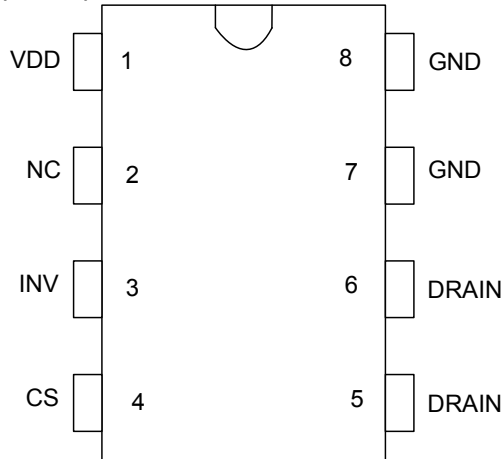 VDD 1 8 GND
NC 2 7 GND
INV 3 6 DRAIN
CS 4 5 DRAIN